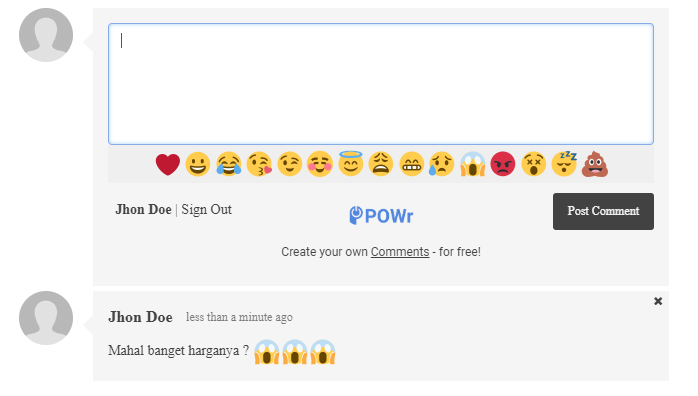 Jhon Doe | Sign Out
POWr
Post Comment
Create your own Comments - for free!
Jhon Doe less than a minute ago
Mahal banget harganya ? 😱😱😱